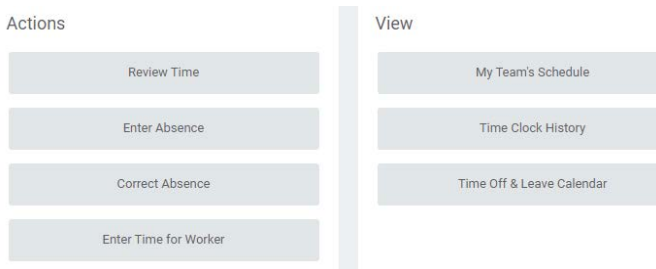 Actions
Review Time
Enter Absence
Correct Absence
Enter Time for Worker
View
My Team's Schedule
Time Clock History
Time Off & Leave Calendar